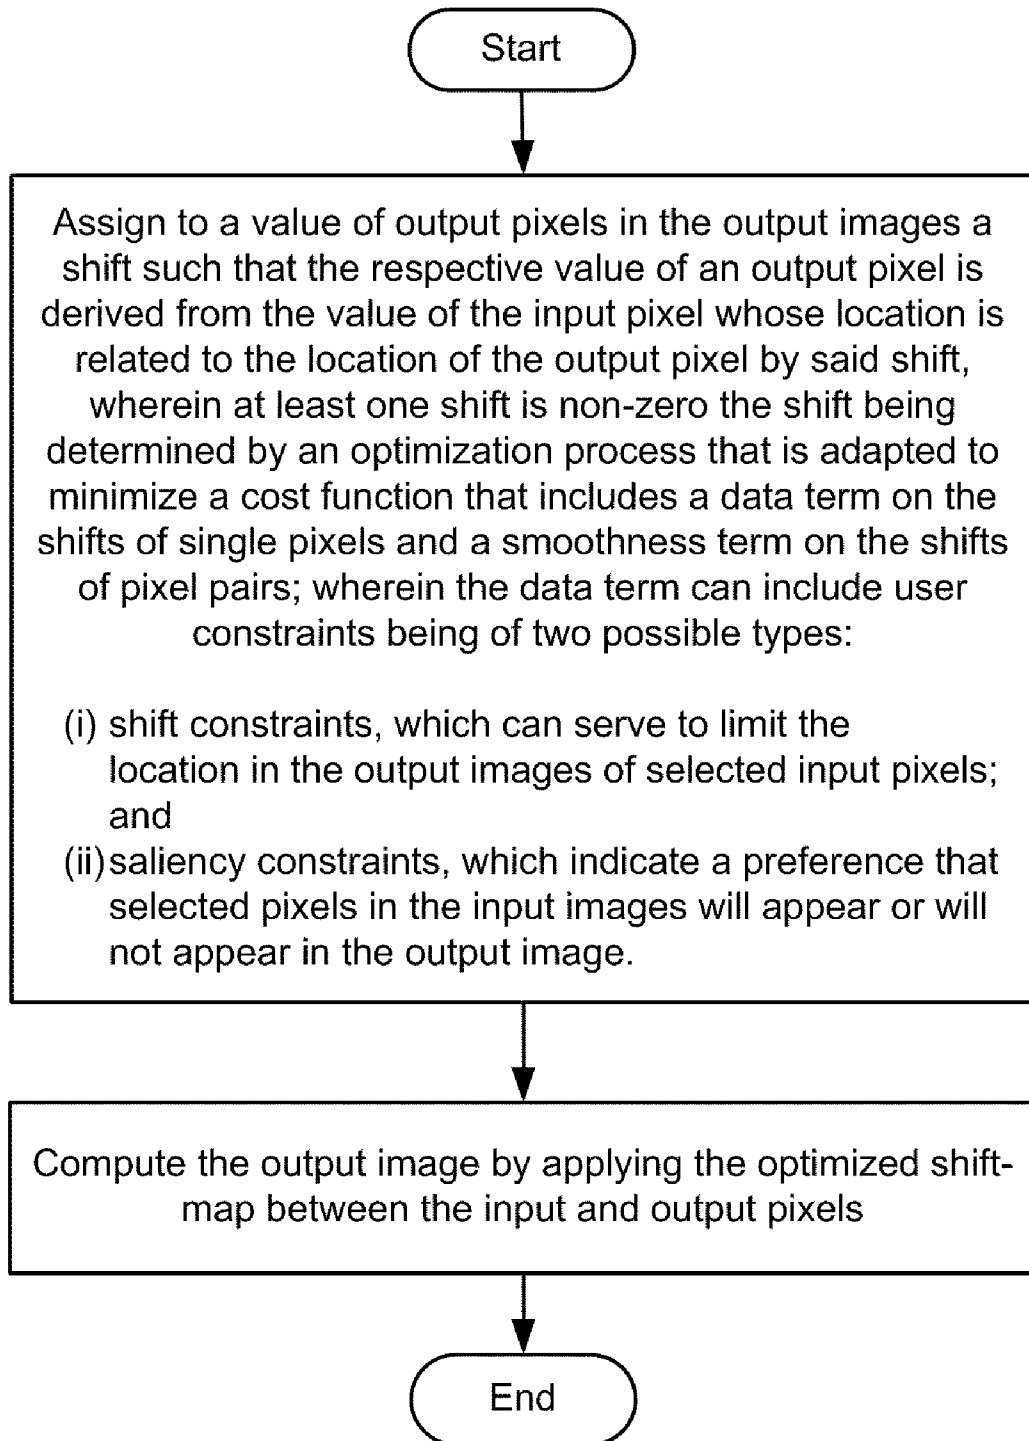 Start
Assign to a value of output pixels in the output images a
shift such that the respective value of an output pixel is
derived from the value of the input pixel whose location is
related to the location of the output pixel by said shift,
wherein at least one shift is non-zero the shift being
determined by an optimization process that is adapted to
minimize a cost function that includes a data term on the
shifts of single pixels and a smoothness term on the shifts
of pixel pairs; wherein the data term can include user
constraints being of two possible types:
(i) shift constraints, which can serve to limit the
location in the output images of selected input pixels;
and
(ii) saliency constraints, which indicate a preference that
selected pixels in the input images will appear or will
not appear in the output image.
Compute the output image by applying the optimized shift-
map between the input and output pixels
End